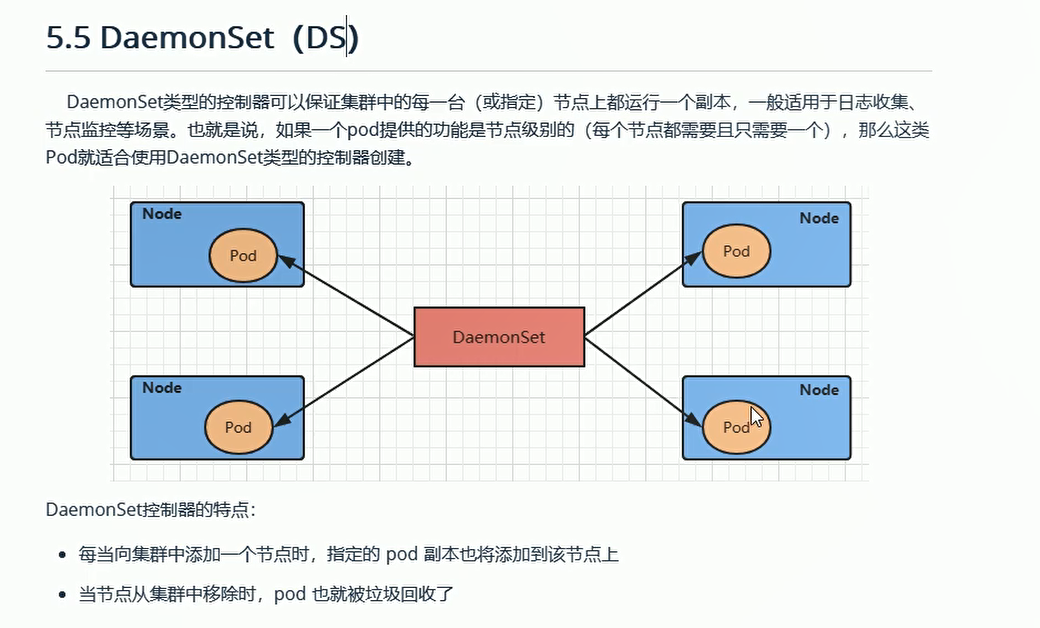 5.5 DaemonSet（DS）
DaemonSet类型的控制器可以保证集群中的每一台（或指定）节点上都运行一个副本，一般适用于日志收集、
节点监控等场景。也就是说，如果一个pod提供的功能是节点级别的（每个节点都需要且只需要一个），那么这类
Pod就适合使用DaemonSet类型的控制器创建。
Node
Pod
Node
Pod
DaemonSet
Node
Pod
Node
Pod
DaemonSet控制器的特点：
• 每当向集群中添加一个节点时，指定的 pod 副本也将添加到该节点上
• 当节点从集群中移除时，pod 也就被垃圾回收了